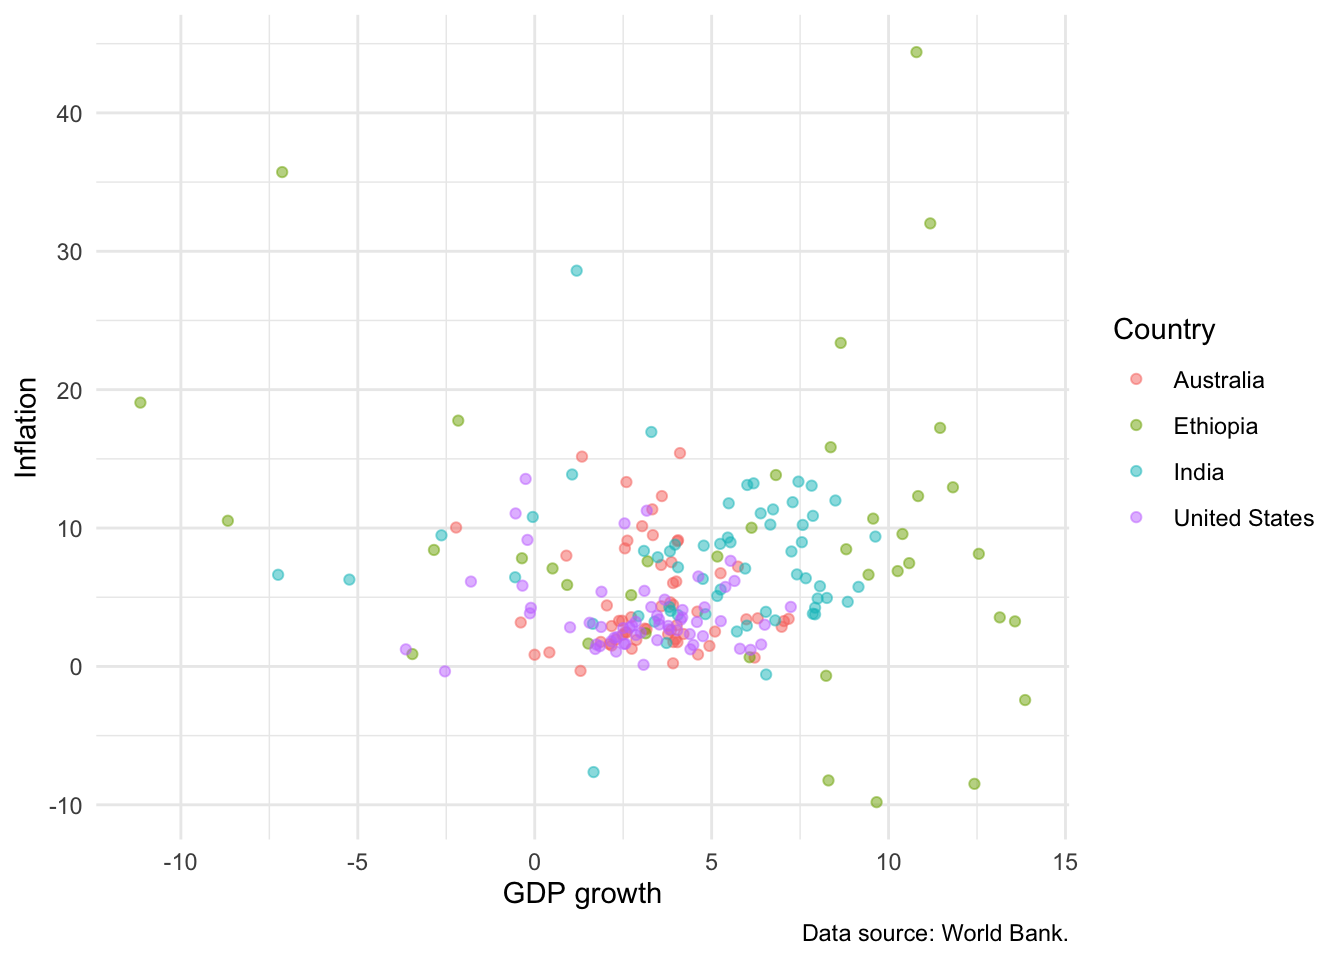 40
30
20
10
0
-10
Inflation
-10 -5 0 5 10 15
GDP growth
Country
Australia
Ethiopia
India
United States
Data source: World Bank.